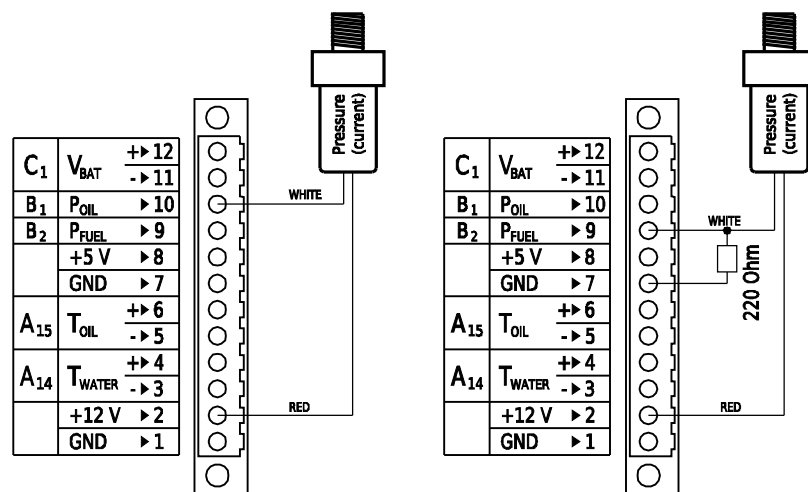 Pressure
(current)
C1 VBAT +▶12
-▶11
B1 POIL ▶10
B2 PFUEL ▶9
+5 V ▶8
GND ▶7
A15 TOIL +▶6
-▶5
A14 TWATER +▶4
-▶3
+12 V ▶2
GND ▶1
WHITE
RED
Pressure
(current)
C1 VBAT +▶12
-▶11
B1 POIL ▶10
B2 PFUEL ▶9
+5 V ▶8
GND ▶7
A15 TOIL +▶6
-▶5
A14 TWATER +▶4
-▶3
+12 V ▶2
GND ▶1
WHITE
220 Ohm
RED